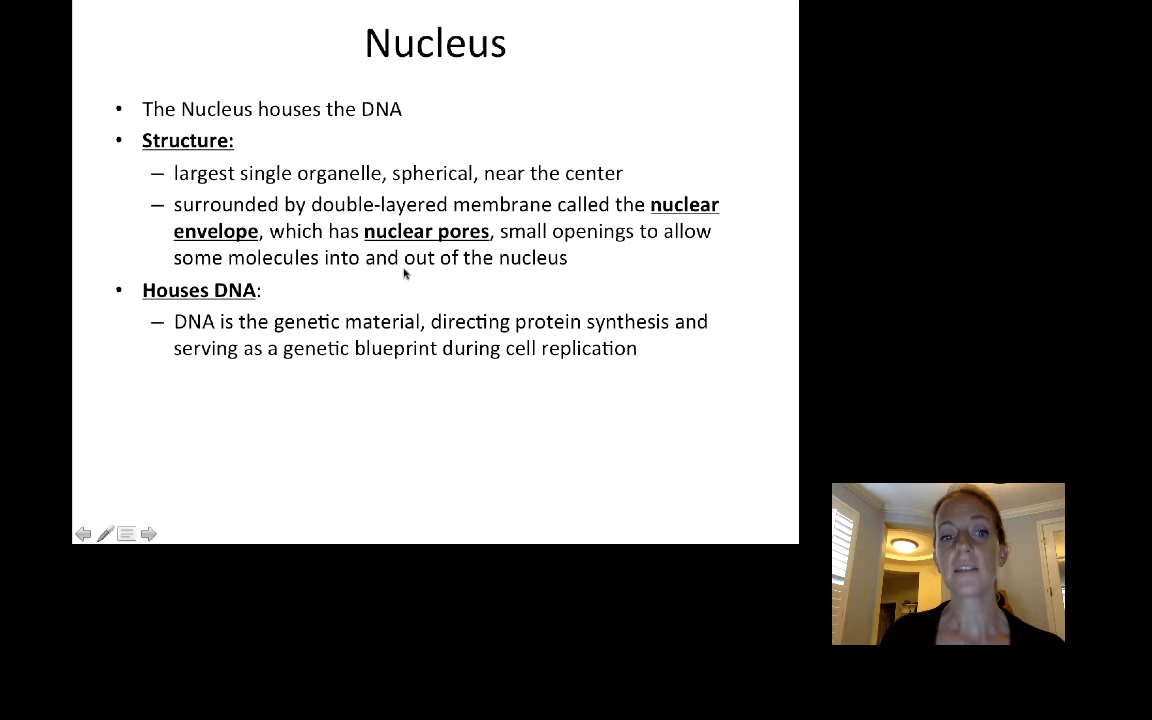 Nucleus
• The Nucleus houses the DNA
• Structure:
– largest single organelle, spherical, near the center
– surrounded by double-layered membrane called the nuclear
envelope, which has nuclear pores, small openings to allow
some molecules into and out of the nucleus
• Houses DNA:
– DNA is the genetic material, directing protein synthesis and
serving as a genetic blueprint during cell replication